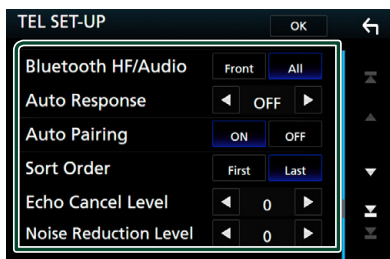 TEL SET-UP OK
Bluetooth HF/Audio Front All
Auto Response OFF
Auto Pairing ON OFF
Sort Order First Last
Echo Cancel Level 0
Noise Reduction Level 0